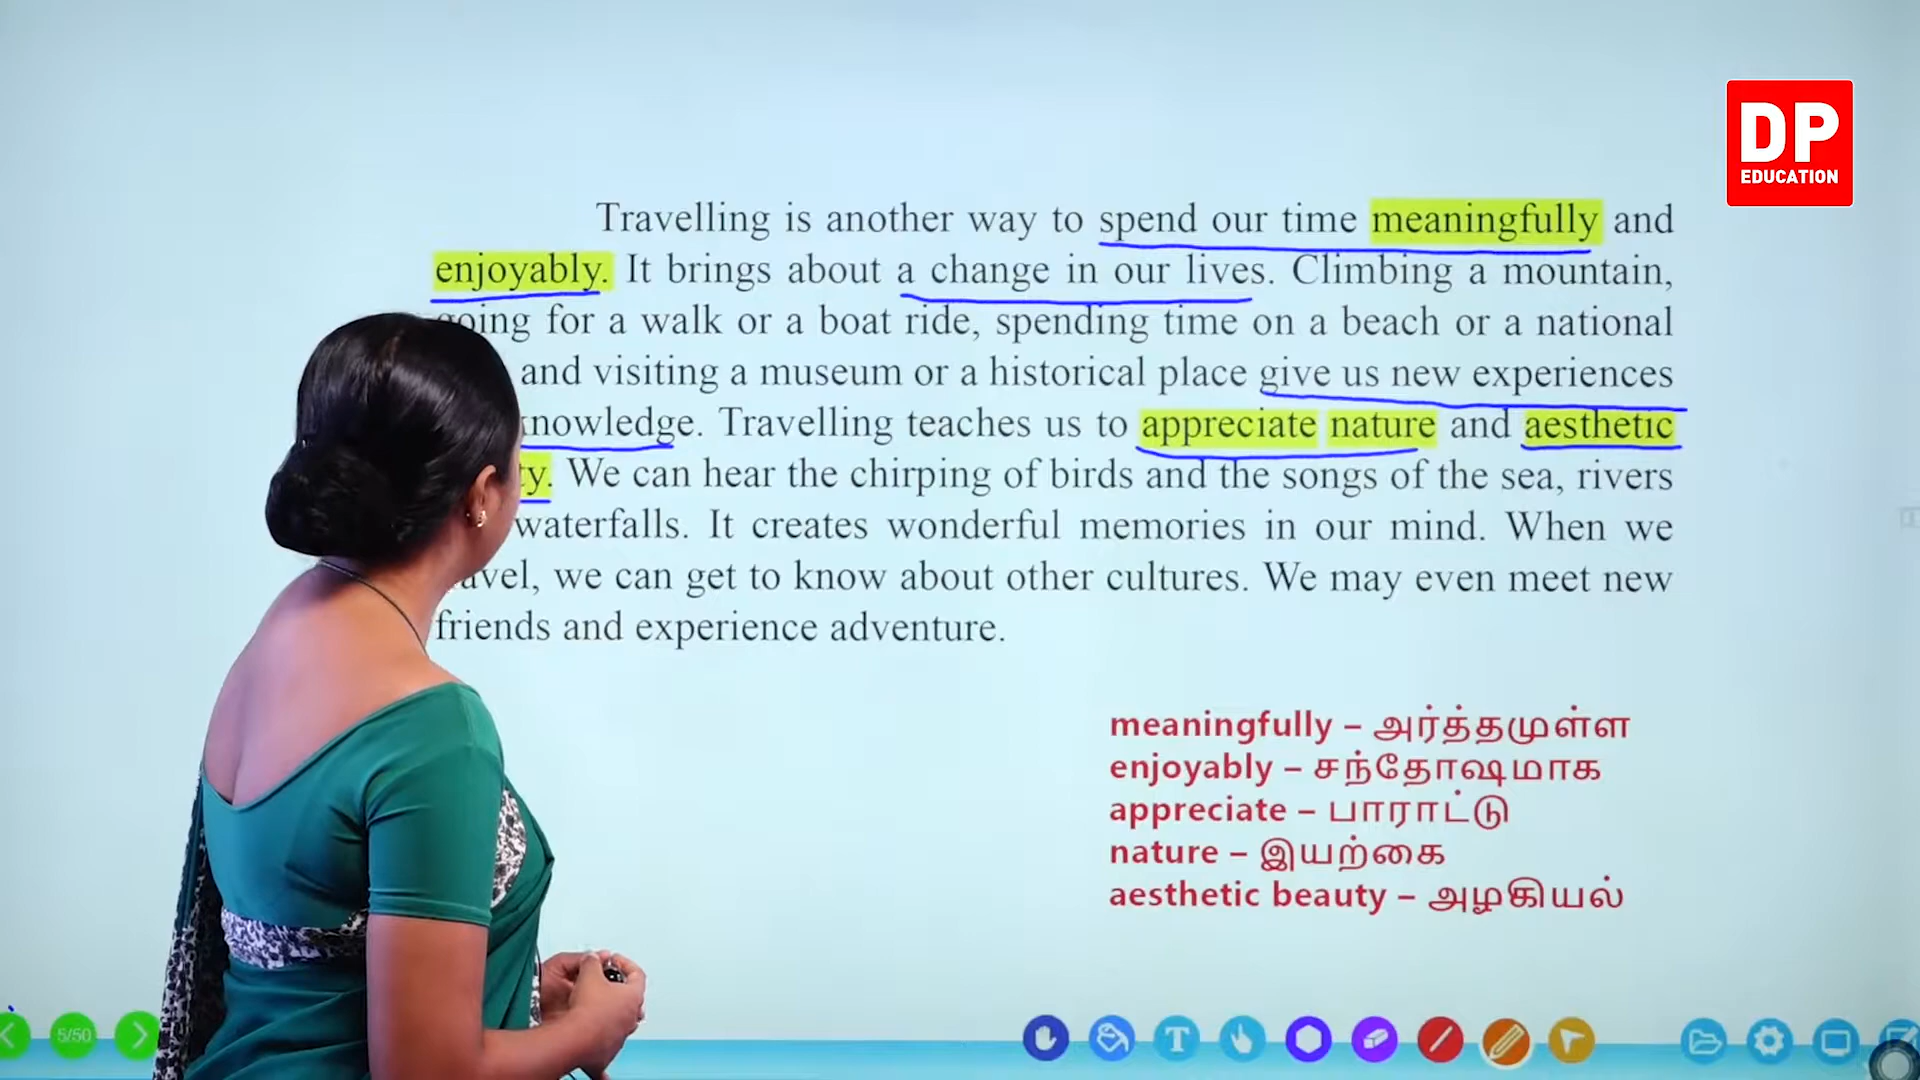 DP
EDUCATION
Travelling is another way to spend our time meaningfully and
enjoyably. It brings about a change in our lives. Climbing a mountain,
going for a walk or a boat ride, spending time on a beach or a national
and visiting a museum or a historical place give us new experiences
knowledge. Travelling teaches us to appreciate nature and aesthetic
We can hear the chirping of birds and the songs of the sea, rivers
waterfalls. It creates wonderful memories in our mind. When we
travel, we can get to know about other cultures. We may even meet new
friends and experience adventure.
meaningfully – அர்த்தமுள்ள
enjoyably – சந்தோஷமாக
appreciate – பாராட்டு
nature – இயற்கை
aesthetic beauty – அழகியல்
5/50
T